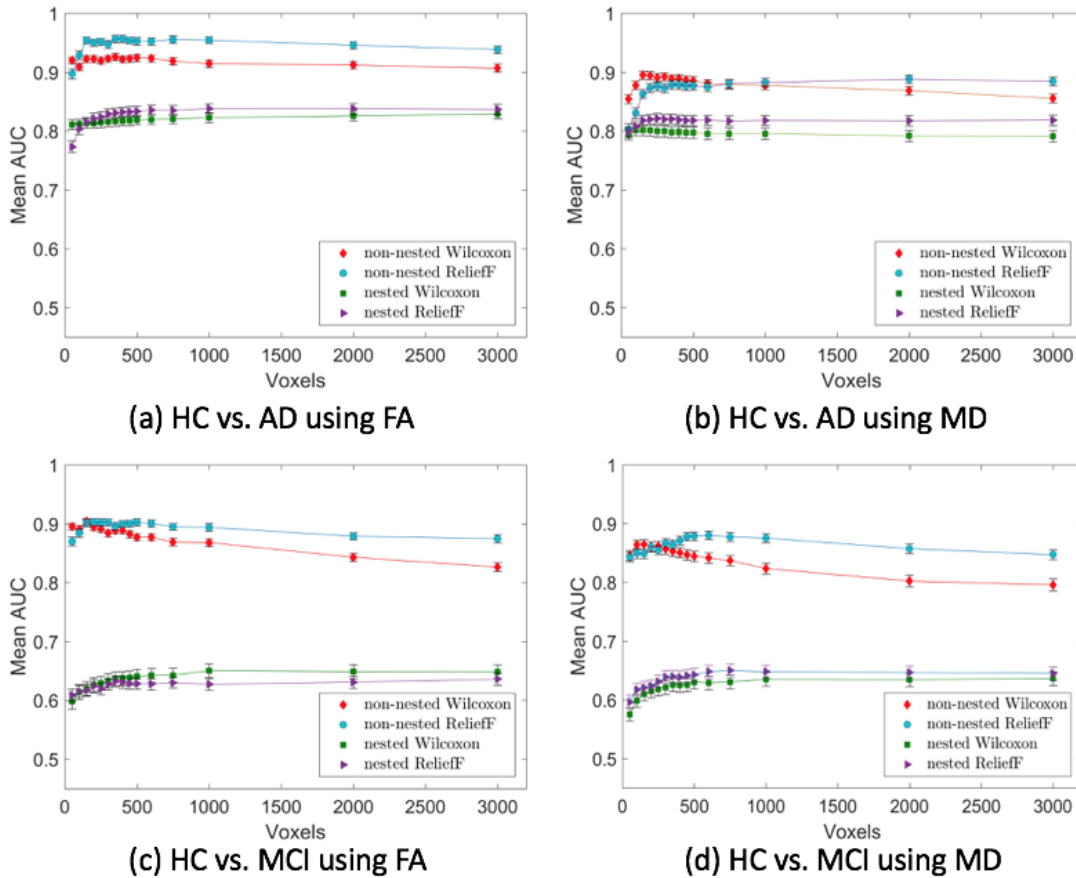 1
0.9
0.8
0.7
0.6
0.5
Mean AUC
non-nested Wilcoxon
non-nested ReliefF
nested Wilcoxon
nested ReliefF
0 500 1000 1500 2000 2500 3000
Voxels
(a) HC vs. AD using FA
1
0.9
0.8
0.7
0.6
0.5
Mean AUC
non-nested Wilcoxon
non-nested ReliefF
nested Wilcoxon
nested ReliefF
0 500 1000 1500 2000 2500 3000
Voxels
(b) HC vs. AD using MD
1
0.9
0.8
0.7
0.6
0.5
Mean AUC
non-nested Wilcoxon
non-nested ReliefF
nested Wilcoxon
nested ReliefF
0 500 1000 1500 2000 2500 3000
Voxels
(c) HC vs. MCI using FA
1
0.9
0.8
0.7
0.6
0.5
Mean AUC
non-nested Wilcoxon
non-nested ReliefF
nested Wilcoxon
nested ReliefF
0 500 1000 1500 2000 2500 3000
Voxels
(d) HC vs. MCI using MD